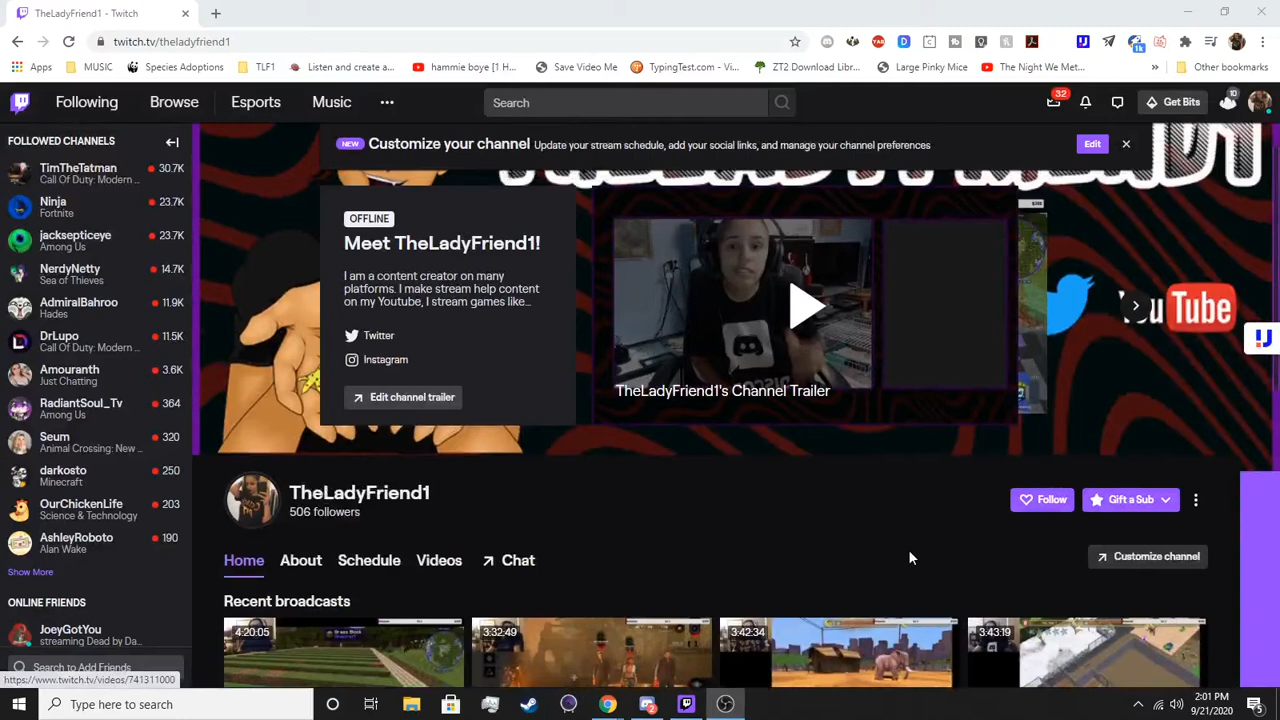 TheLadyFriend1 - Twitch
twitch.tv/theladyfriend1
1k
Apps
MUSIC
Species Adoptions
TLF1
Listen and create a...
hammie boye [1 H...
Save Video Me
TypingTest.com - Vi...
ZT2 Download Libr...
Large Pinky Mice
The Night We Met...
»
Other bookmarks
Following
Browse
Esports
Music
Search
32
Get Bits
10
FOLLOWED CHANNELS
TimTheTatman
30.7K
Call Of Duty: Modern ...
Ninja
23.7K
Fortnite
jacksepticeye
23.7K
Among Us
NerdyNetty
14.7K
Sea of Thieves
AdmiralBahroo
11.9K
Hades
DrLupo
11.5K
Call Of Duty: Modern ...
Amouranth
3.6K
Just Chatting
RadiantSoul_Tv
364
Among Us
Seum
320
Animal Crossing: New ...
darkosto
250
Minecraft
OurChickenLife
203
Science & Technology
AshleyRoboto
190
Alan Wake
Show More
ONLINE FRIENDS
JoeyGotYou
streaming Dead by Da...
Search to Add Friends
https://www.twitch.tv/videos/741311000
NEW
Customize your channel
Update your stream schedule, add your social links, and manage your channel preferences
Edit
OFFLINE
Meet TheLadyFriend1!
I am a content creator on many
platforms. I make stream help content
on my Youtube, I stream games like...
Twitter
Instagram
Edit channel trailer
DISCO
TheLadyFriend1's Channel Trailer
YouTube
TheLadyFriend1
506 followers
Follow
Gift a Sub
Home
About
Schedule
Videos
Chat
Customize channel
Recent broadcasts
4:20:05
3:32:49
3:42:34
3:43:19
Type here to search
2
2:01 PM
9/21/2020
5